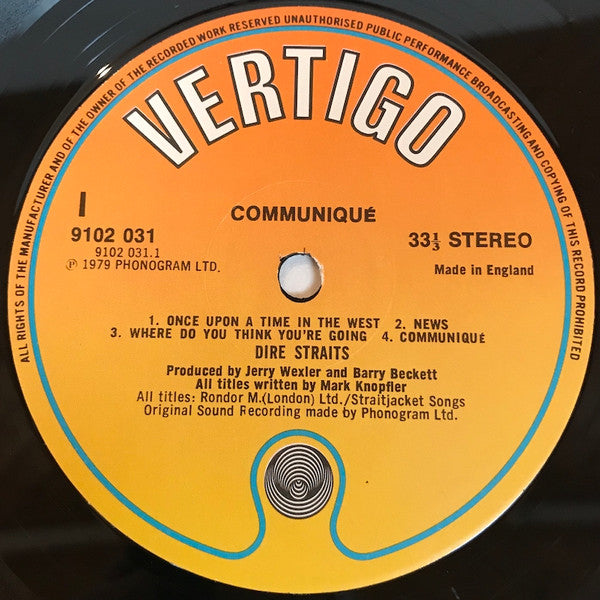 ALL RIGHTS OF THE MANUFACTURER AND OF THE OWNER OF THE RECORDED WORK RESERVED UNAUTHORISED PUBLIC PERFORMANCE BROADCASTING AND COPYING OF THIS RECORD PROHIBITED
VERTIGO
I
COMMUNIQUÉ
9102 031
33⅓ STEREO
9102 031.1
℗ 1979 PHONOGRAM LTD.
Made in England
1. ONCE UPON A TIME IN THE WEST 2. NEWS
3. WHERE DO YOU THINK YOU'RE GOING 4. COMMUNIQUÉ
DIRE STRAITS
Produced by Jerry Wexler and Barry Beckett
All titles written by Mark Knopfler
All titles: Rondor M.(London) Ltd./Straitjacket Songs
Original Sound Recording made by Phonogram Ltd.